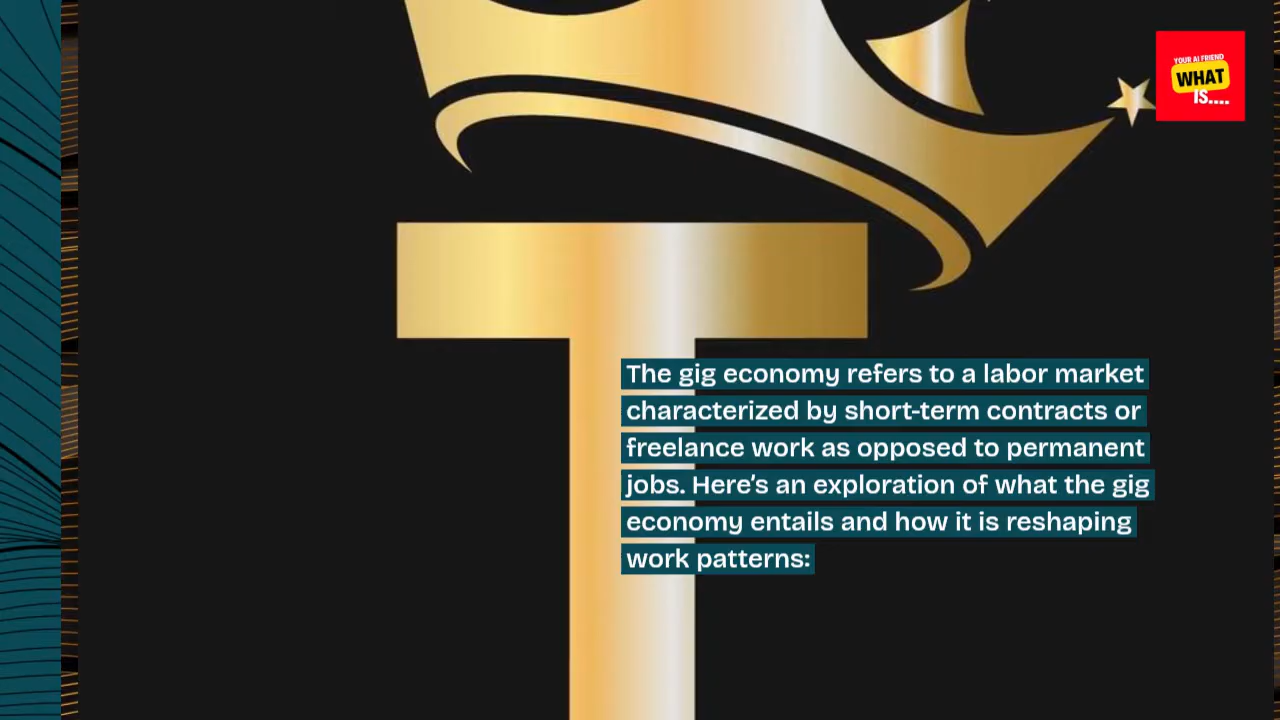 YOUR AI FRIEND
WHAT
IS....
T
The gig economy refers to a labor market
characterized by short-term contracts or
freelance work as opposed to permanent
jobs. Here's an exploration of what the gig
economy entails and how it is reshaping
work patterns: